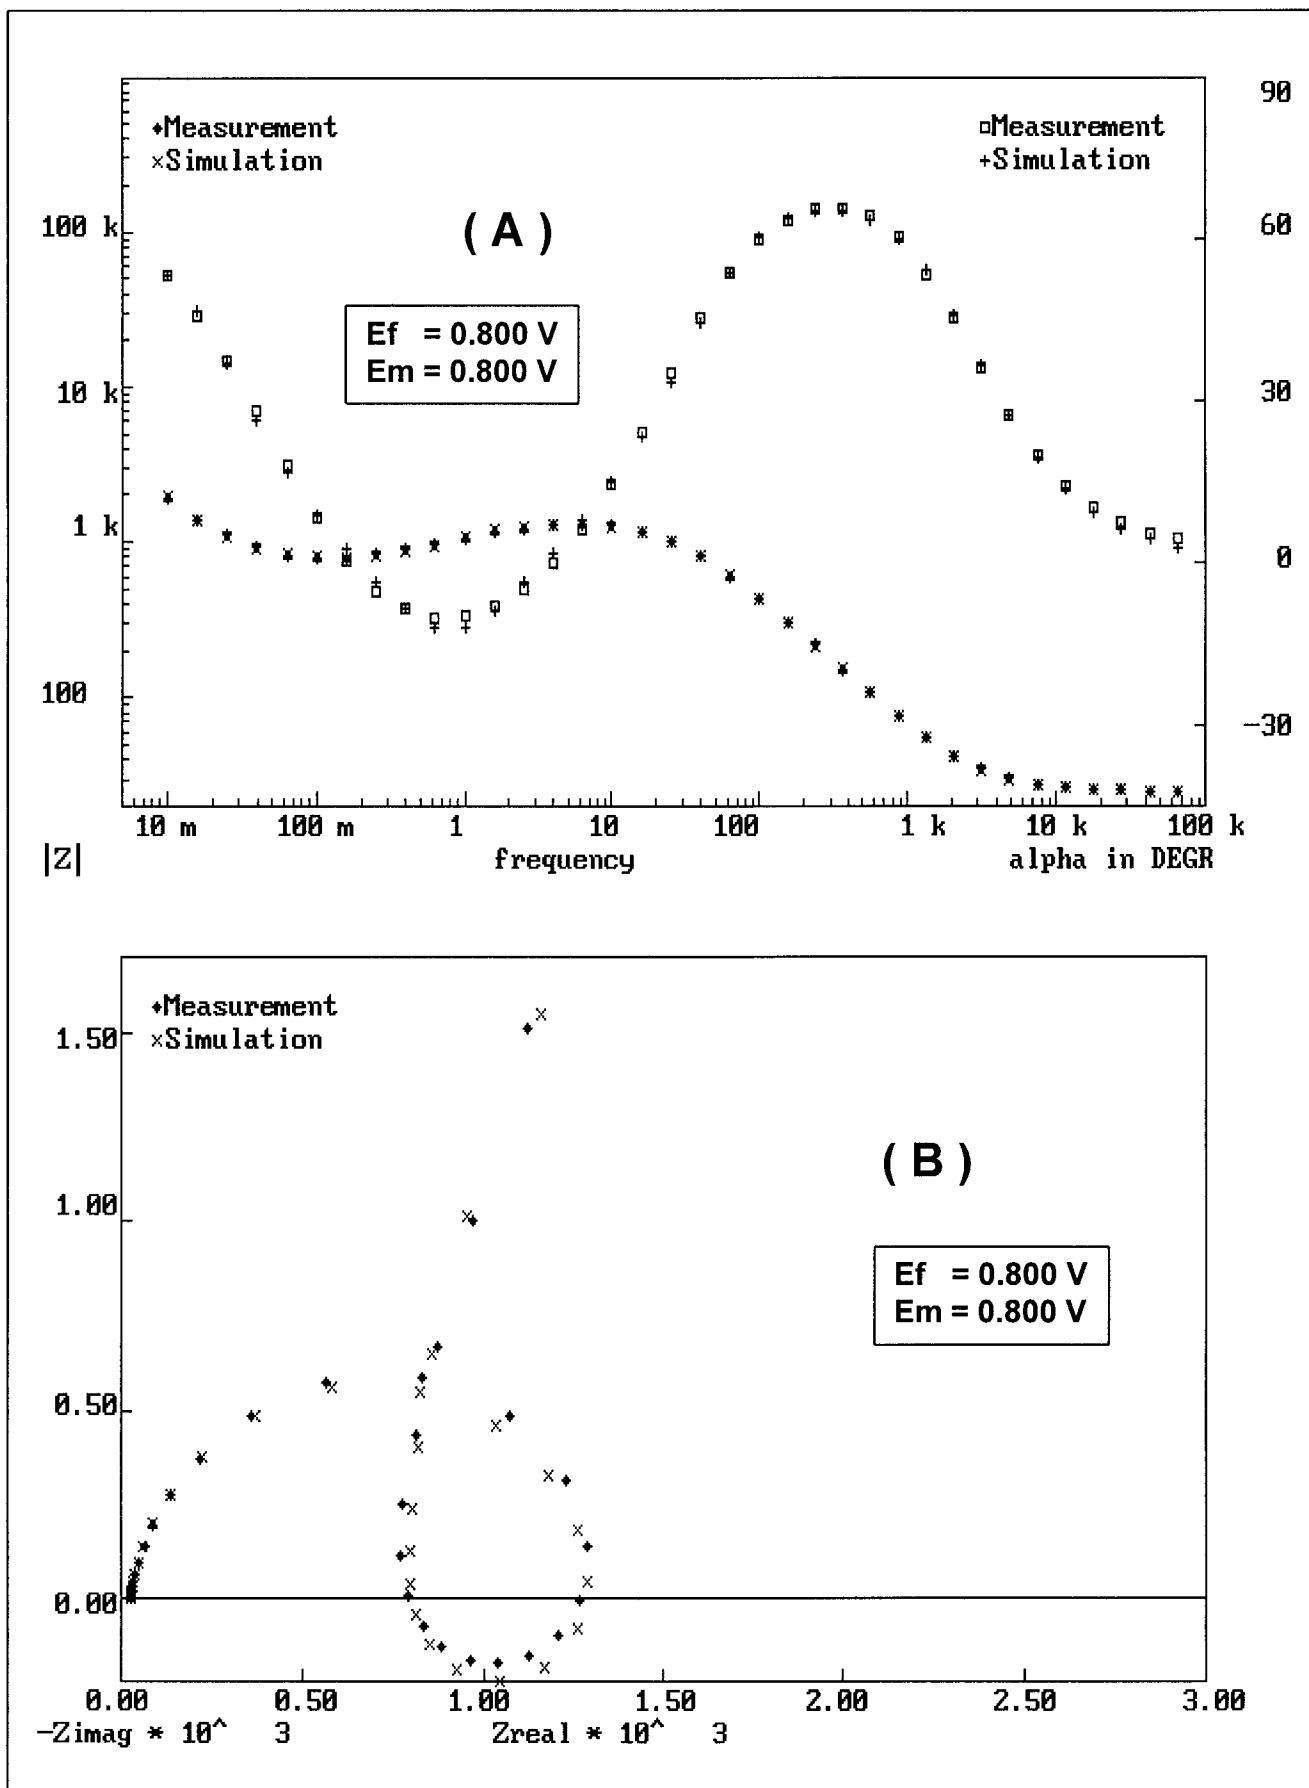 ◆Measurement
×Simulation
□Measurement
+Simulation
( A )
Ef = 0.800 V
Em = 0.800 V
100 k
10 k
1 k
100
90
60
30
0
-30
10 m 100 m 1 10 100 1 k 10 k 100 k
|Z| frequency alpha in DEGR
◆Measurement
×Simulation
( B )
Ef = 0.800 V
Em = 0.800 V
1.50
1.00
0.50
0.00
0.00 0.50 1.00 1.50 2.00 2.50 3.00
-Zimag * 10^ 3 Zreal * 10^ 3